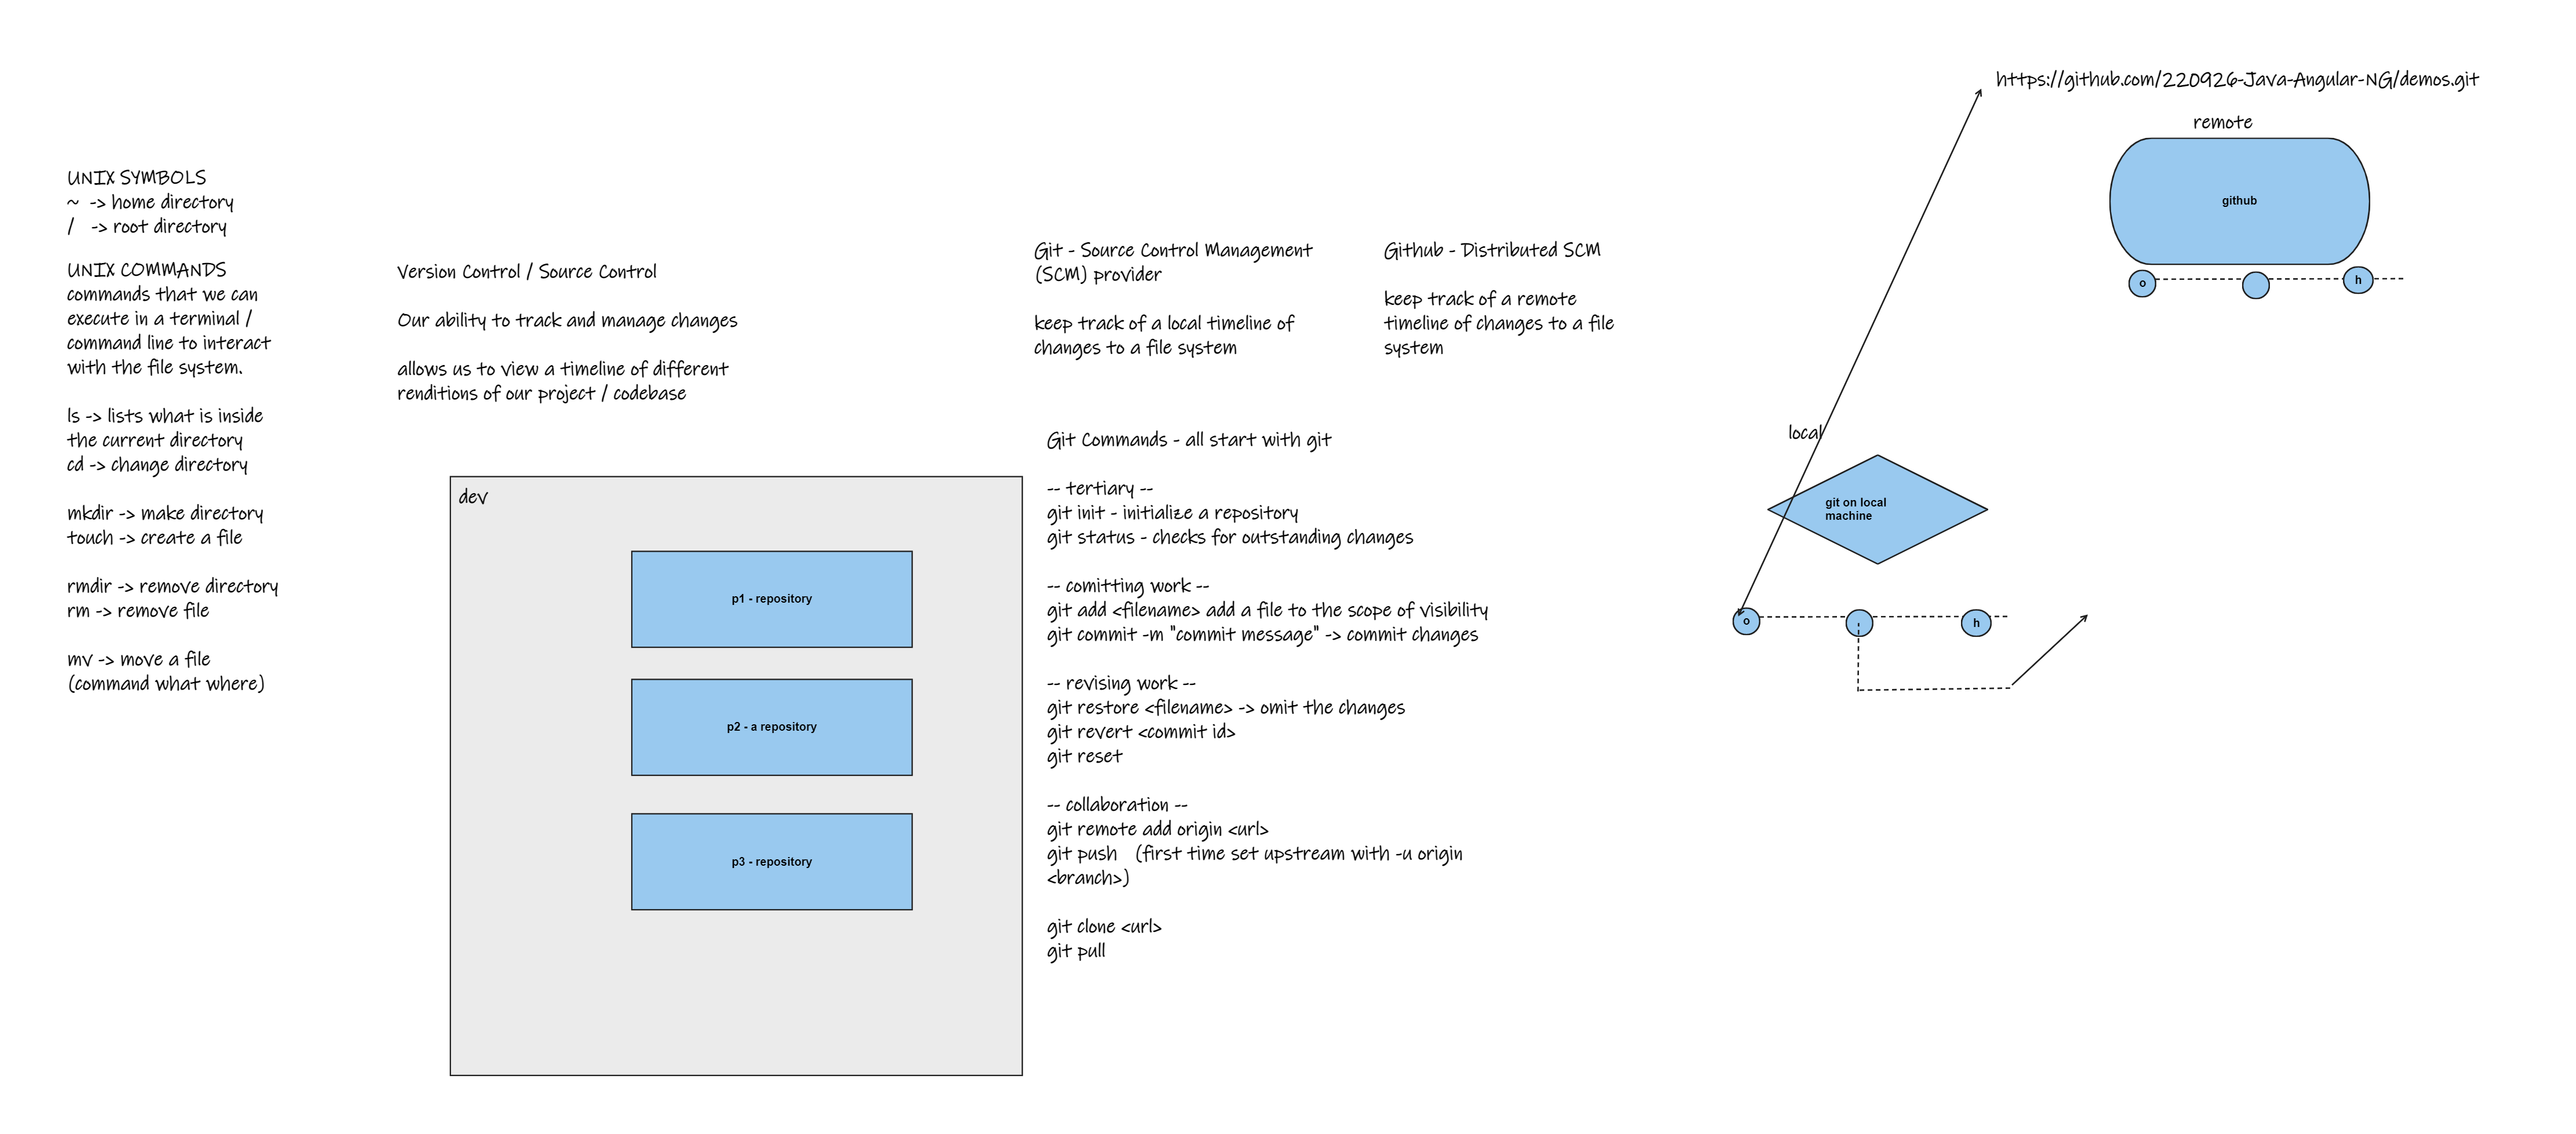 UNIX SYMBOLS
~ -> home directory
/ -> root directory
UNIX COMMANDS
commands that we can
execute in a terminal /
command line to interact
with the file system.
ls -> lists what is inside
the current directory
cd -> change directory
mkdir -> make directory
touch -> create a file
rmdir -> remove directory
rm -> remove file
mv -> move a file
(command what where)
Version Control / Source Control
Our ability to track and manage changes
allows us to view a timeline of different
renditions of our project / codebase
dev
p1 - repository
p2 - a repository
p3 - repository
Git - Source Control Management
(SCM) provider
keep track of a local timeline of
changes to a file system
Github - Distributed SCM
keep track of a remote
timeline of changes to a file
system
Git Commands - all start with git
-- tertiary --
git init - initialize a repository
git status - checks for outstanding changes
-- comitting work --
git add <filename> add a file to the scope of visibility
git commit -m "commit message" -> commit changes
-- revising work --
git restore <filename> -> omit the changes
git revert <commit id>
git reset
-- collaboration --
git remote add origin <url>
git push (first time set upstream with -u origin
<branch>)
git clone <url>
git pull
https://github.com/220926-Java-Angular-NG/demos.git
remote
github
o
h
local
git on local
machine
o
h